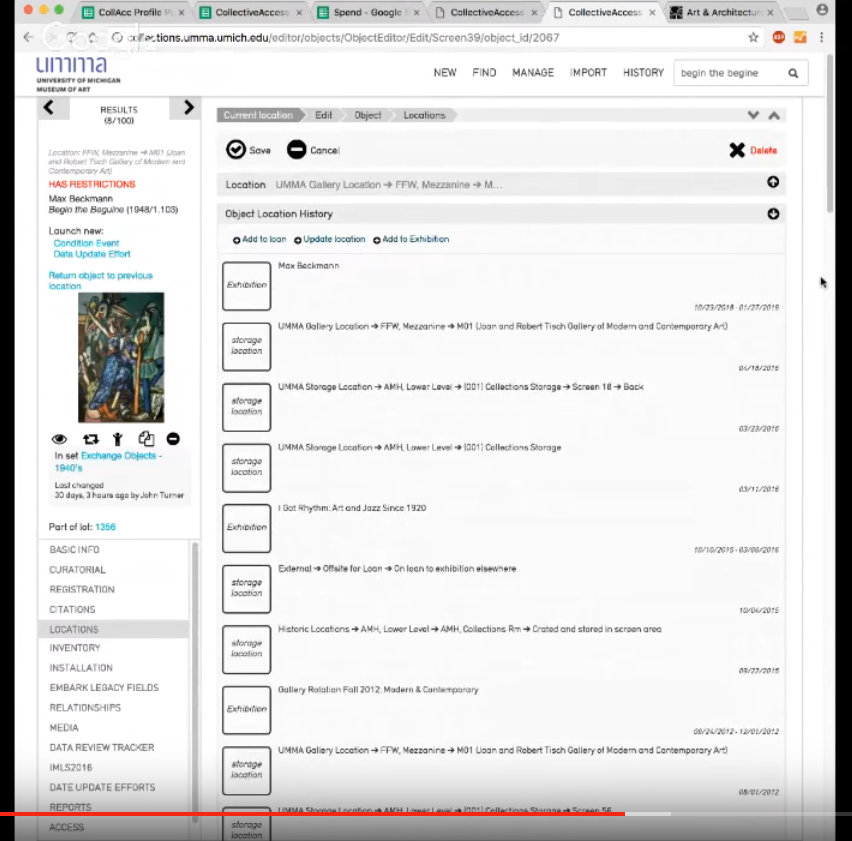 CollAcc Profile Pl
CollectiveAccess
Spend - Google S
CollectiveAccess
CollectiveAccess
Art & Architectur
collections.umma.umich.edu/editor/objects/ObjectEditor/Edit/Screen39/object_id/2067
Google
ABP
umma
UNIVERSITY OF MICHIGAN
MUSEUM OF ART
NEW FIND MANAGE IMPORT HISTORY begin the begine
RESULTS
(8/100)
Location: FFW, Mezzanine → M01 (Joan
and Robert Tisch Gallery of Modern and
Contemporary Art)
HAS RESTRICTIONS
Max Beckmann
Begin the Beguine (1948/1.103)
Launch new:
Condition Event
Data Update Effort
Return object to previous
location
In set Exchange Objects -
1940's
Last changed
30 days, 3 hours ago by John Turner
Part of lot: 1356
BASIC INFO
CURATORIAL
REGISTRATION
CITATIONS
LOCATIONS
INVENTORY
INSTALLATION
EMBARK LEGACY FIELDS
RELATIONSHIPS
MEDIA
DATA REVIEW TRACKER
IMLS2016
DATE UPDATE EFFORTS
REPORTS
ACCESS
Current location Edit Object Locations
Save Cancel Delete
Location UMMA Gallery Location → FFW, Mezzanine → M...
Object Location History
Add to loan Update location Add to Exhibition
Exhibition
Max Beckmann
10/23/2018 - 01/27/2019
storage
location
UMMA Gallery Location → FFW, Mezzanine → M01 (Joan and Robert Tisch Gallery of Modern and Contemporary Art)
04/18/2016
storage
location
UMMA Storage Location → AMH, Lower Level → (001) Collections Storage → Screen 18 → Back
03/23/2016
storage
location
UMMA Storage Location → AMH, Lower Level → (001) Collections Storage
03/11/2016
Exhibition
I Got Rhythm: Art and Jazz Since 1920
10/10/2015 - 03/06/2016
storage
location
External → Offsite for Loan → On loan to exhibition elsewhere
10/04/2015
storage
location
Historic Locations → AMH, Lower Level → AMH, Collections Rm → Crated and stored in screen area
09/22/2015
Exhibition
Gallery Rotation Fall 2012: Modern & Contemporary
08/24/2012 - 12/01/2012
storage
location
UMMA Gallery Location → FFW, Mezzanine → M01 (Joan and Robert Tisch Gallery of Modern and Contemporary Art)
08/01/2012
storage
location
UMMA Storage Location → AMH, Lower Level → (001) Collections Storage → Screen 56